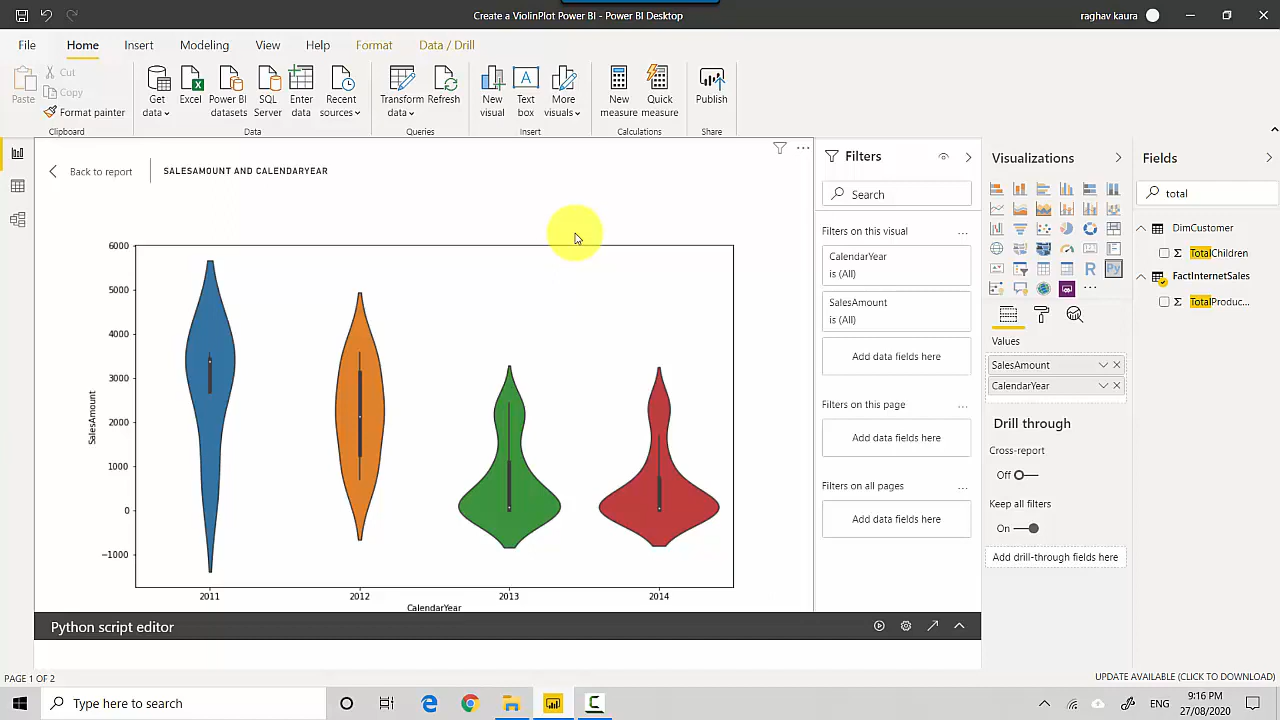 Create a ViolinPlot Power BI - Power BI Desktop
raghav kaura
File Home Insert Modeling View Help Format Data / Drill
Paste
Cut
Copy
Format painter
Get data
Excel
Power BI datasets
SQL Server
Enter data
Recent sources
Transform data
Refresh
New visual
A
Text box
More visuals
New measure
Quick measure
Publish
Clipboard Data Queries Insert Calculations Share
Back to report
SALESAMOUNT AND CALENDARYEAR
6000
5000
4000
3000
2000
1000
0
−1000
SalesAmount
2011 2012 2013 2014
CalendarYear
Python script editor
Filters
Search
Filters on this visual ...
CalendarYear
is (All)
SalesAmount
is (All)
Add data fields here
Filters on this page ...
Add data fields here
Filters on all pages ...
Add data fields here
Visualizations
R
Py
Values
SalesAmount
CalendarYear
Drill through
Cross-report
Off
Keep all filters
On
Add drill-through fields here
Fields
total
DimCustomer
Σ TotalChildren
FactInternetSales
Σ TotalProduc...
PAGE 1 OF 2
UPDATE AVAILABLE (CLICK TO DOWNLOAD)
Type here to search
ENG
9:16 PM
27/08/2020